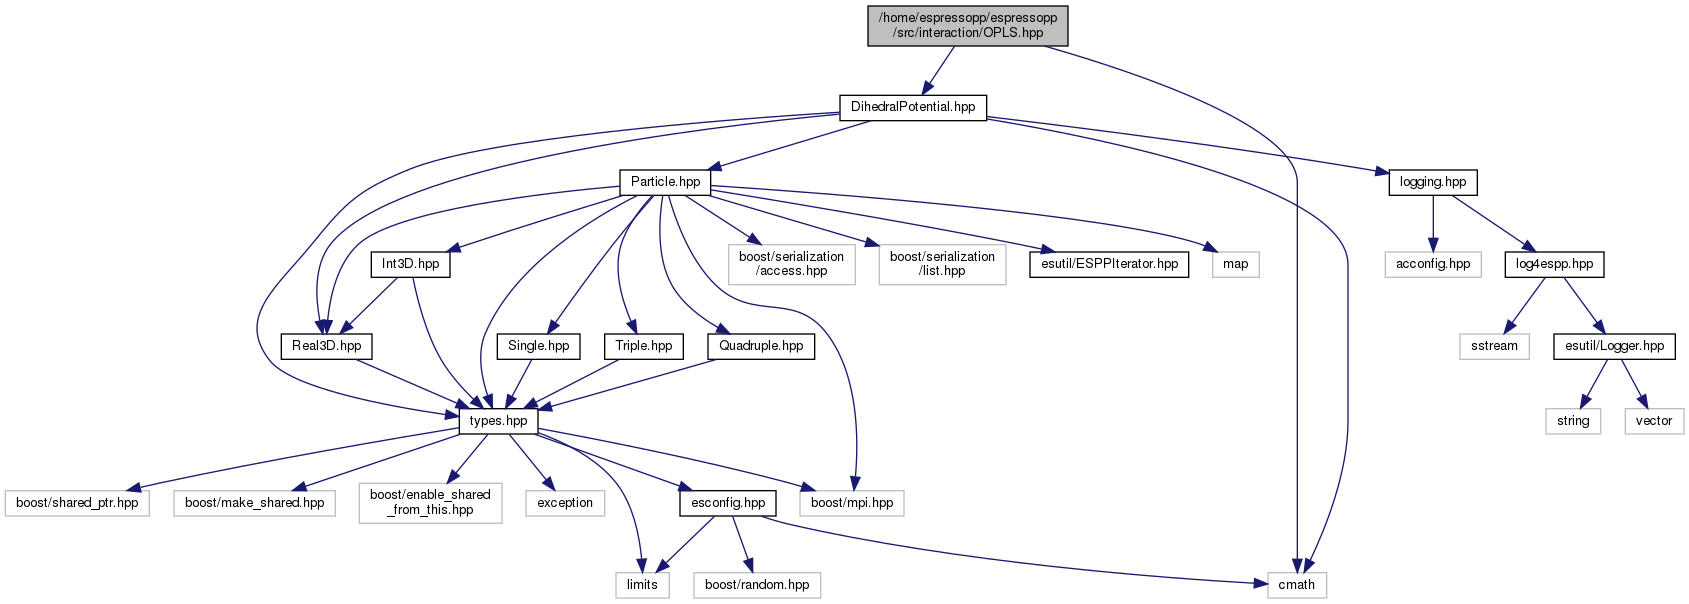 /home/espressopp/espressopp
/src/interaction/OPLS.hpp
DihedralPotential.hpp
Particle.hpp
logging.hpp
Int3D.hpp
boost/serialization
/access.hpp
boost/serialization
/list.hpp
esutil/ESPPIterator.hpp
map
acconfig.hpp
log4espp.hpp
Real3D.hpp
Single.hpp
Triple.hpp
Quadruple.hpp
sstream
esutil/Logger.hpp
types.hpp
string
vector
boost/shared_ptr.hpp
boost/make_shared.hpp
boost/enable_shared
_from_this.hpp
exception
esconfig.hpp
boost/mpi.hpp
limits
boost/random.hpp
cmath